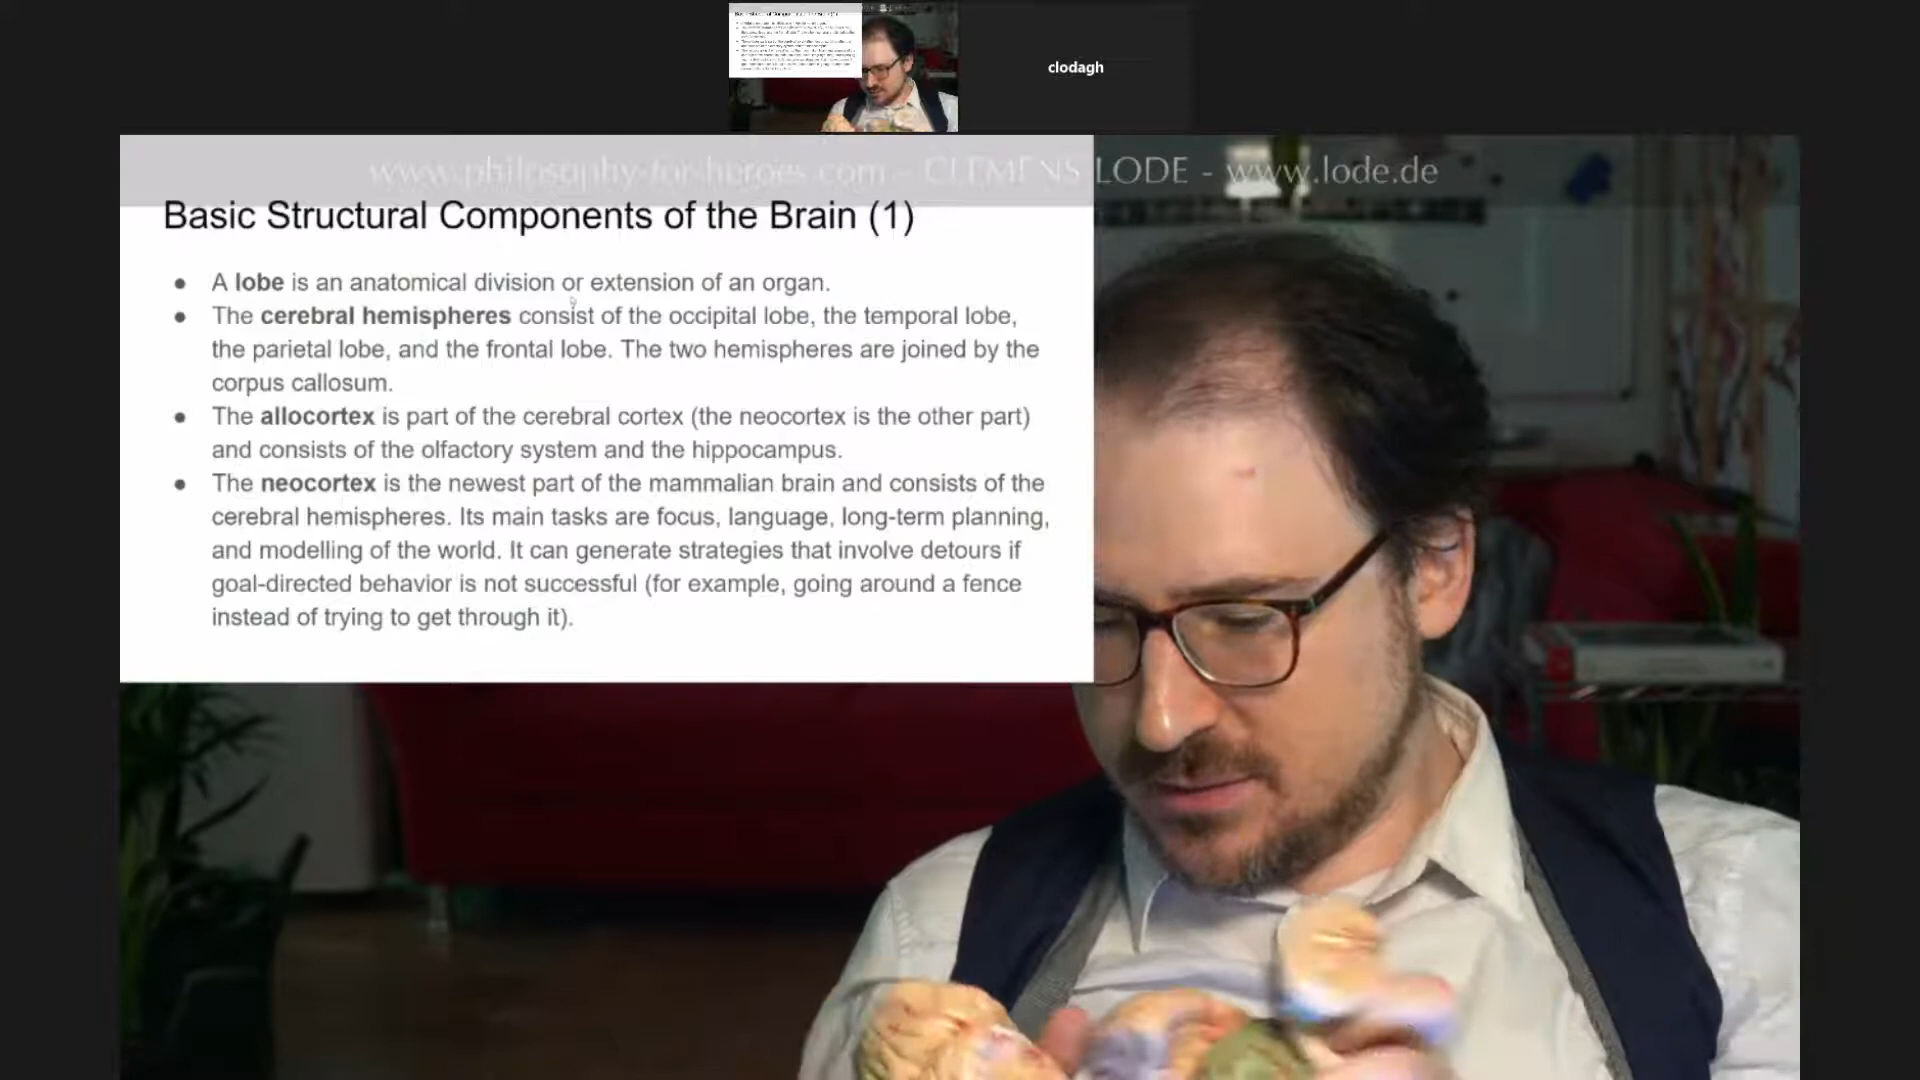 clodagh
www.philosophy-for-heroes.com - CLEMENS LODE - www.lode.de
Basic Structural Components of the Brain (1)
● A lobe is an anatomical division or extension of an organ.
● The cerebral hemispheres consist of the occipital lobe, the temporal lobe,
the parietal lobe, and the frontal lobe. The two hemispheres are joined by the
corpus callosum.
● The allocortex is part of the cerebral cortex (the neocortex is the other part)
and consists of the olfactory system and the hippocampus.
● The neocortex is the newest part of the mammalian brain and consists of the
cerebral hemispheres. Its main tasks are focus, language, long-term planning,
and modelling of the world. It can generate strategies that involve detours if
goal-directed behavior is not successful (for example, going around a fence
instead of trying to get through it).